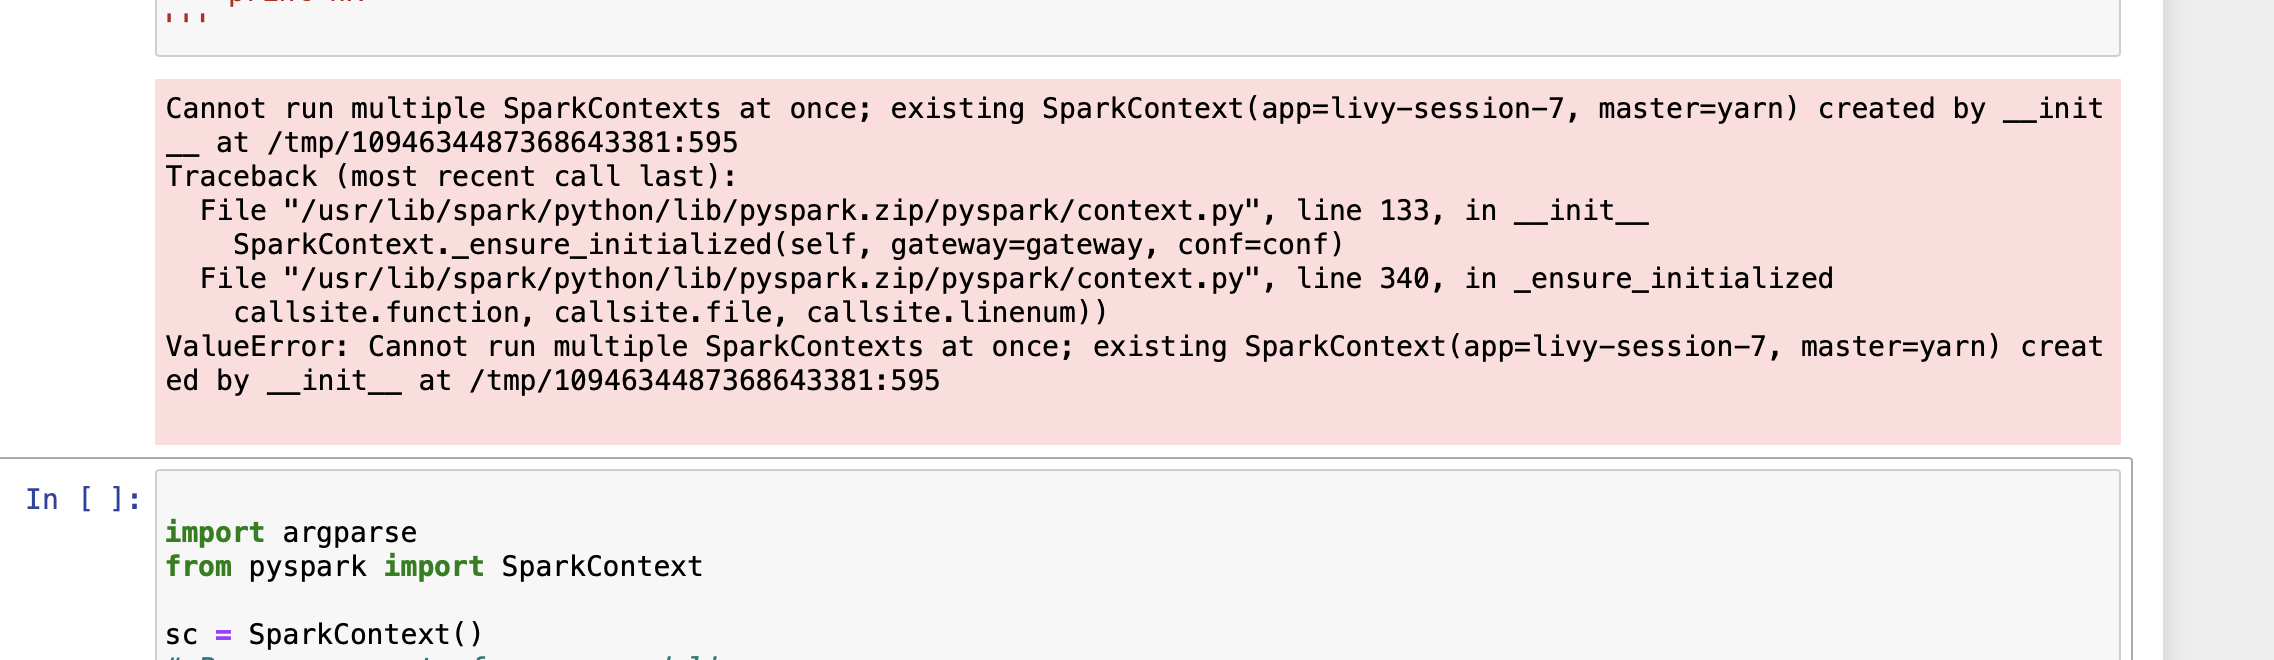 '''
Cannot run multiple SparkContexts at once; existing SparkContext(app=livy-session-7, master=yarn) created by __init
__ at /tmp/1094634487368643381:595
Traceback (most recent call last):
  File "/usr/lib/spark/python/lib/pyspark.zip/pyspark/context.py", line 133, in __init__
    SparkContext._ensure_initialized(self, gateway=gateway, conf=conf)
  File "/usr/lib/spark/python/lib/pyspark.zip/pyspark/context.py", line 340, in _ensure_initialized
    callsite.function, callsite.file, callsite.linenum))
ValueError: Cannot run multiple SparkContexts at once; existing SparkContext(app=livy-session-7, master=yarn) creat
ed by __init__ at /tmp/1094634487368643381:595
In [ ]:
import argparse
from pyspark import SparkContext
sc = SparkContext()